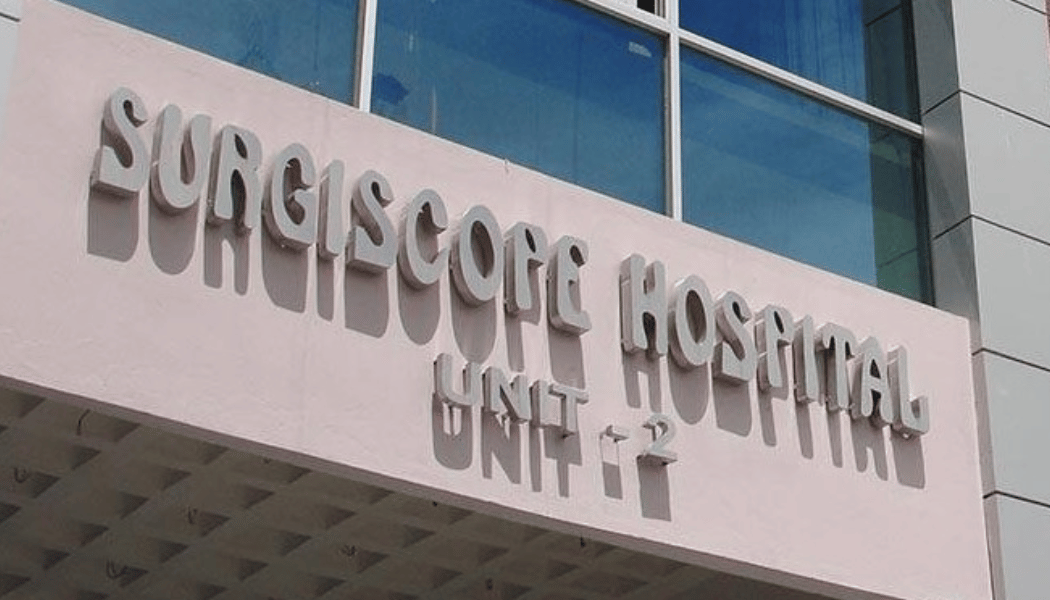 SURGISCOPE HOSPITAL
UNIT - 2